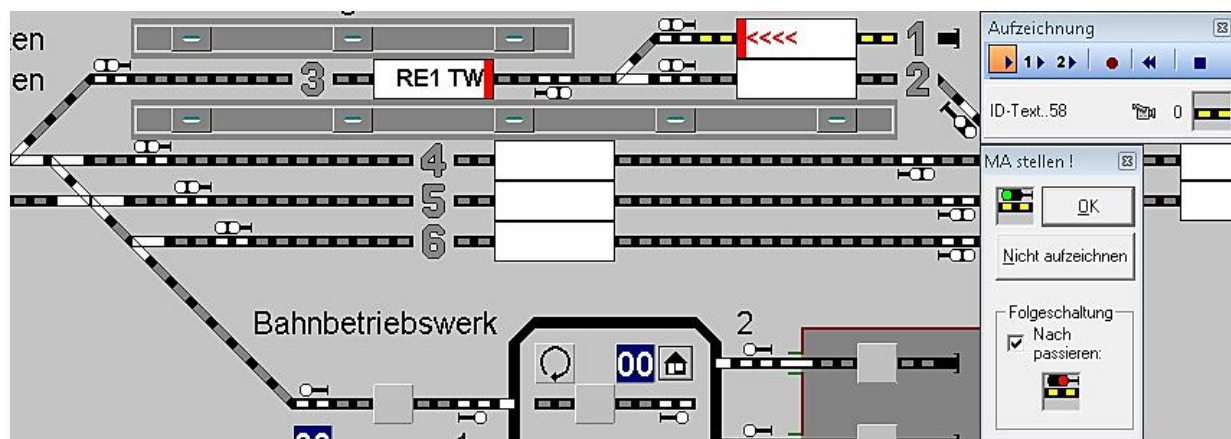 ten
en
3
RE1 TW
<<<<
1
2
4
5
6
Bahnbetriebswerk
00
2
Aufzeichnung
1 2
ID-Text..58
0
MA stellen !
OK
Nicht aufzeichnen
Folgeschaltung
Nach
passieren: